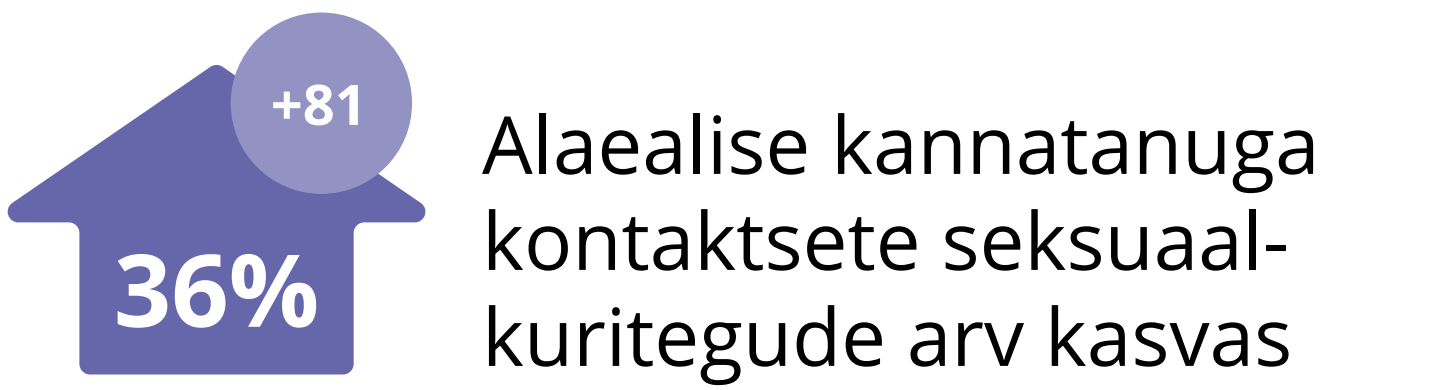 +81
36%
Alaealise kannatanuga
kontaktsete seksuaal-
kuritegude arv kasvas